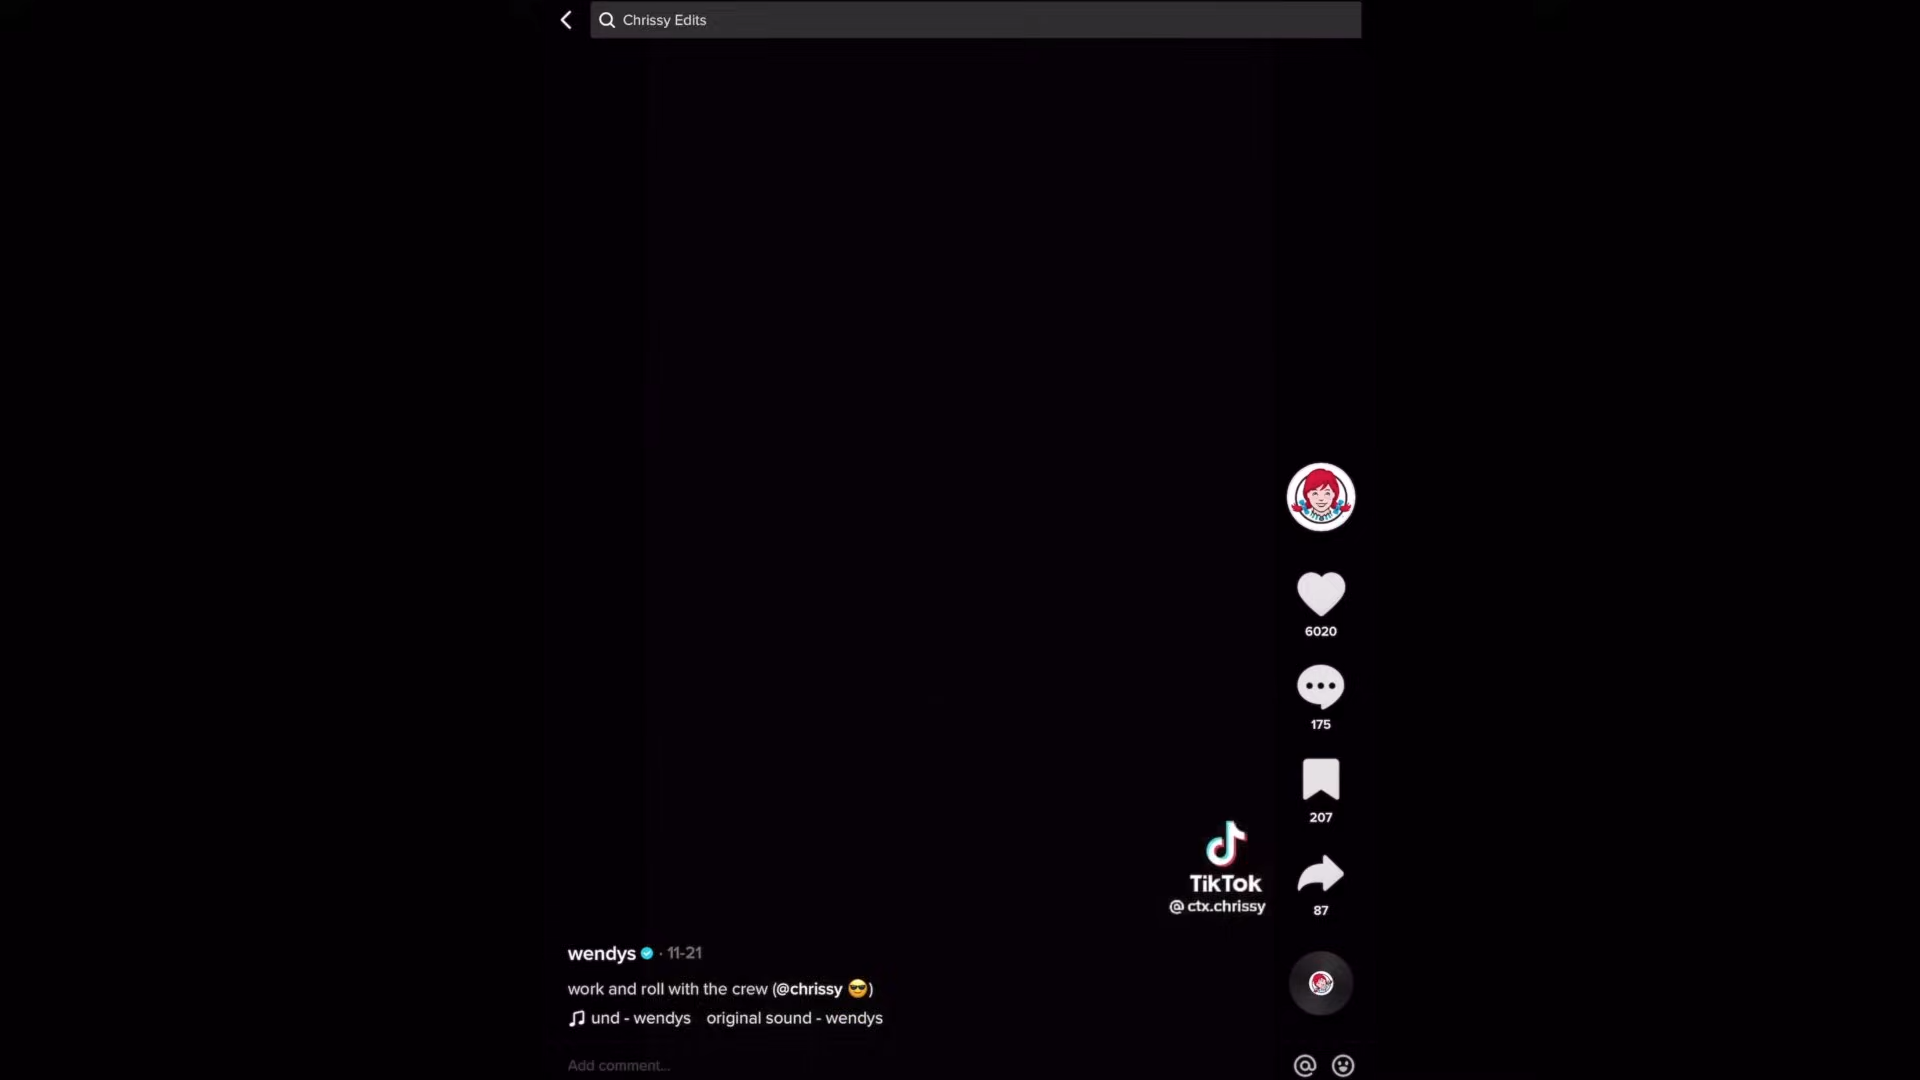 Chrissy Edits
6020
175
207
TikTok
@ ctx.chrissy
87
wendys · 11-21
work and roll with the crew (@chrissy 😎)
und - wendys original sound - wendys
Add comment...